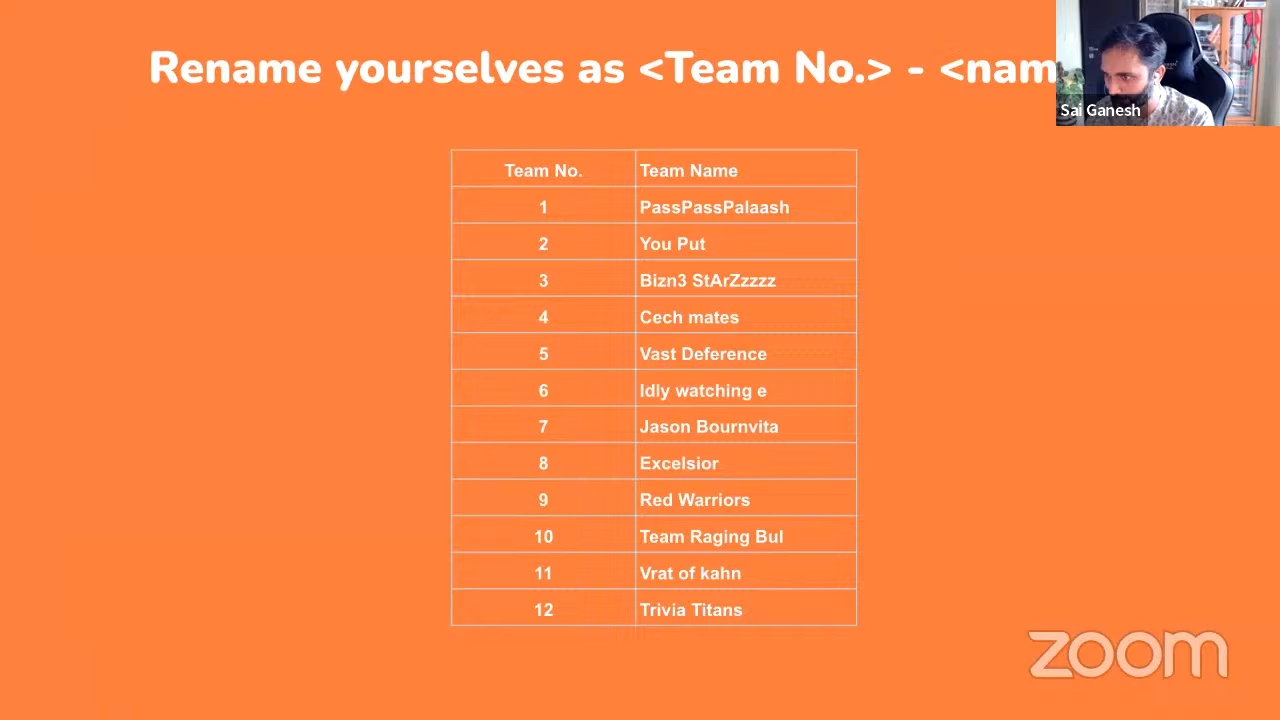 Rename yourselves as <Team No.> - <nam
Sai Ganesh
Team No. Team Name
1 PassPassPalaash
2 You Put
3 Bizn3 StArZzzzz
4 Cech mates
5 Vast Deference
6 Idly watching e
7 Jason Bournvita
8 Excelsior
9 Red Warriors
10 Team Raging Bul
11 Vrat of kahn
12 Trivia Titans
zoom